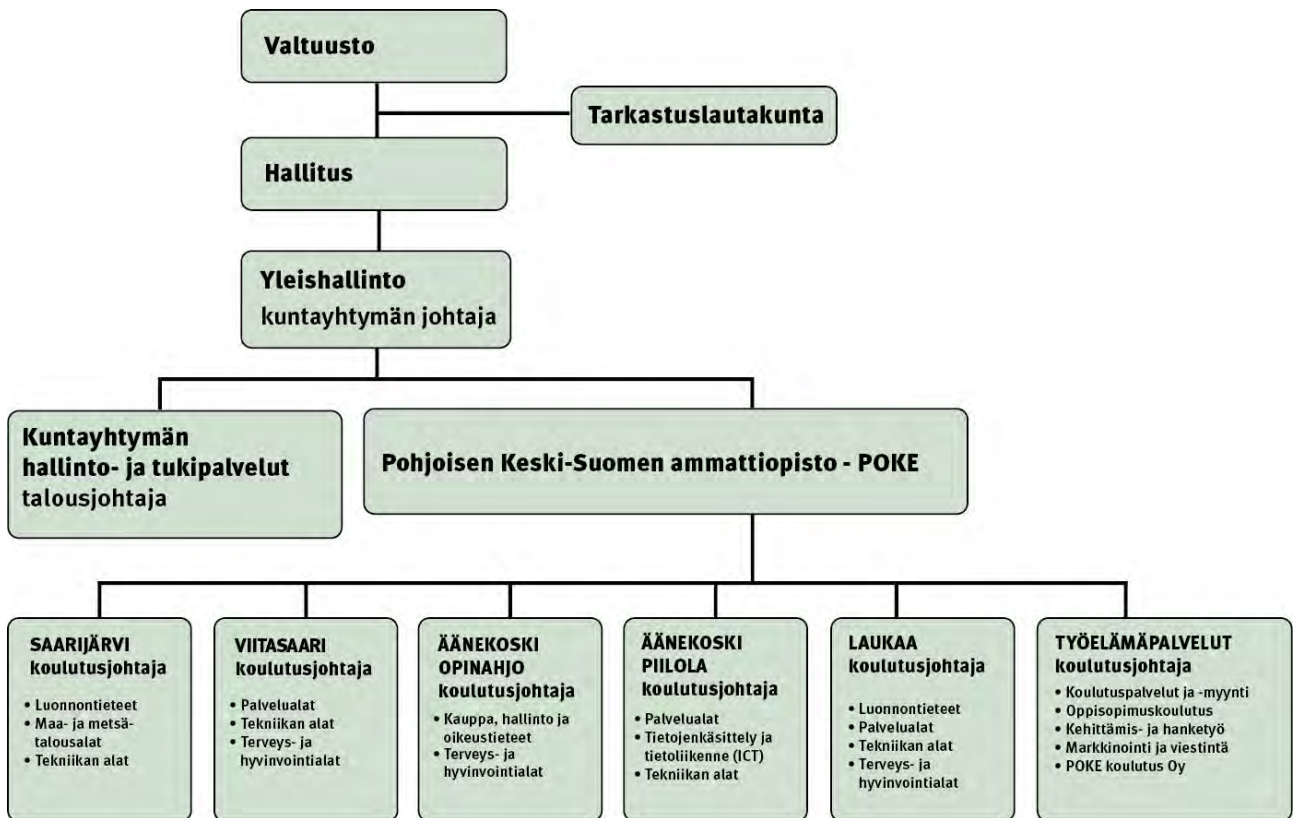 Valtuusto
Tarkastuslautakunta
Hallitus
Yleishallinto
kuntayhtymän johtaja
Kuntayhtymän
hallinto- ja tukipalvelut
talousjohtaja
Pohjoisen Keski-Suomen ammattiopisto - POKE
SAARIJÄRVI
koulutusjohtaja
• Luonnontieteet
• Maa- ja metsä-
talousalat
• Tekniikan alat
VIITASAARI
koulutusjohtaja
• Palvelualat
• Tekniikan alat
• Terveys- ja
hyvinvointialat
ÄÄNEKOSKI
OPINAHJO
koulutusjohtaja
• Kauppa, hallinto ja
oikeustieteet
• Terveys- ja
hyvinvointialat
ÄÄNEKOSKI
PIILOLA
koulutusjohtaja
• Palvelualat
• Tietojenkäsittely ja
tietoliikenne (ICT)
• Tekniikan alat
LAUKAA
koulutusjohtaja
• Luonnontieteet
• Palvelualat
• Tekniikan alat
• Terveys- ja
hyvinvointialat
TYÖELÄMÄPALVELUT
koulutusjohtaja
• Koulutuspalvelut ja -myynti
• Oppisopimuskoulutus
• Kehittämis- ja hanketyö
• Markkinointi ja viestintä
• POKE koulutus Oy